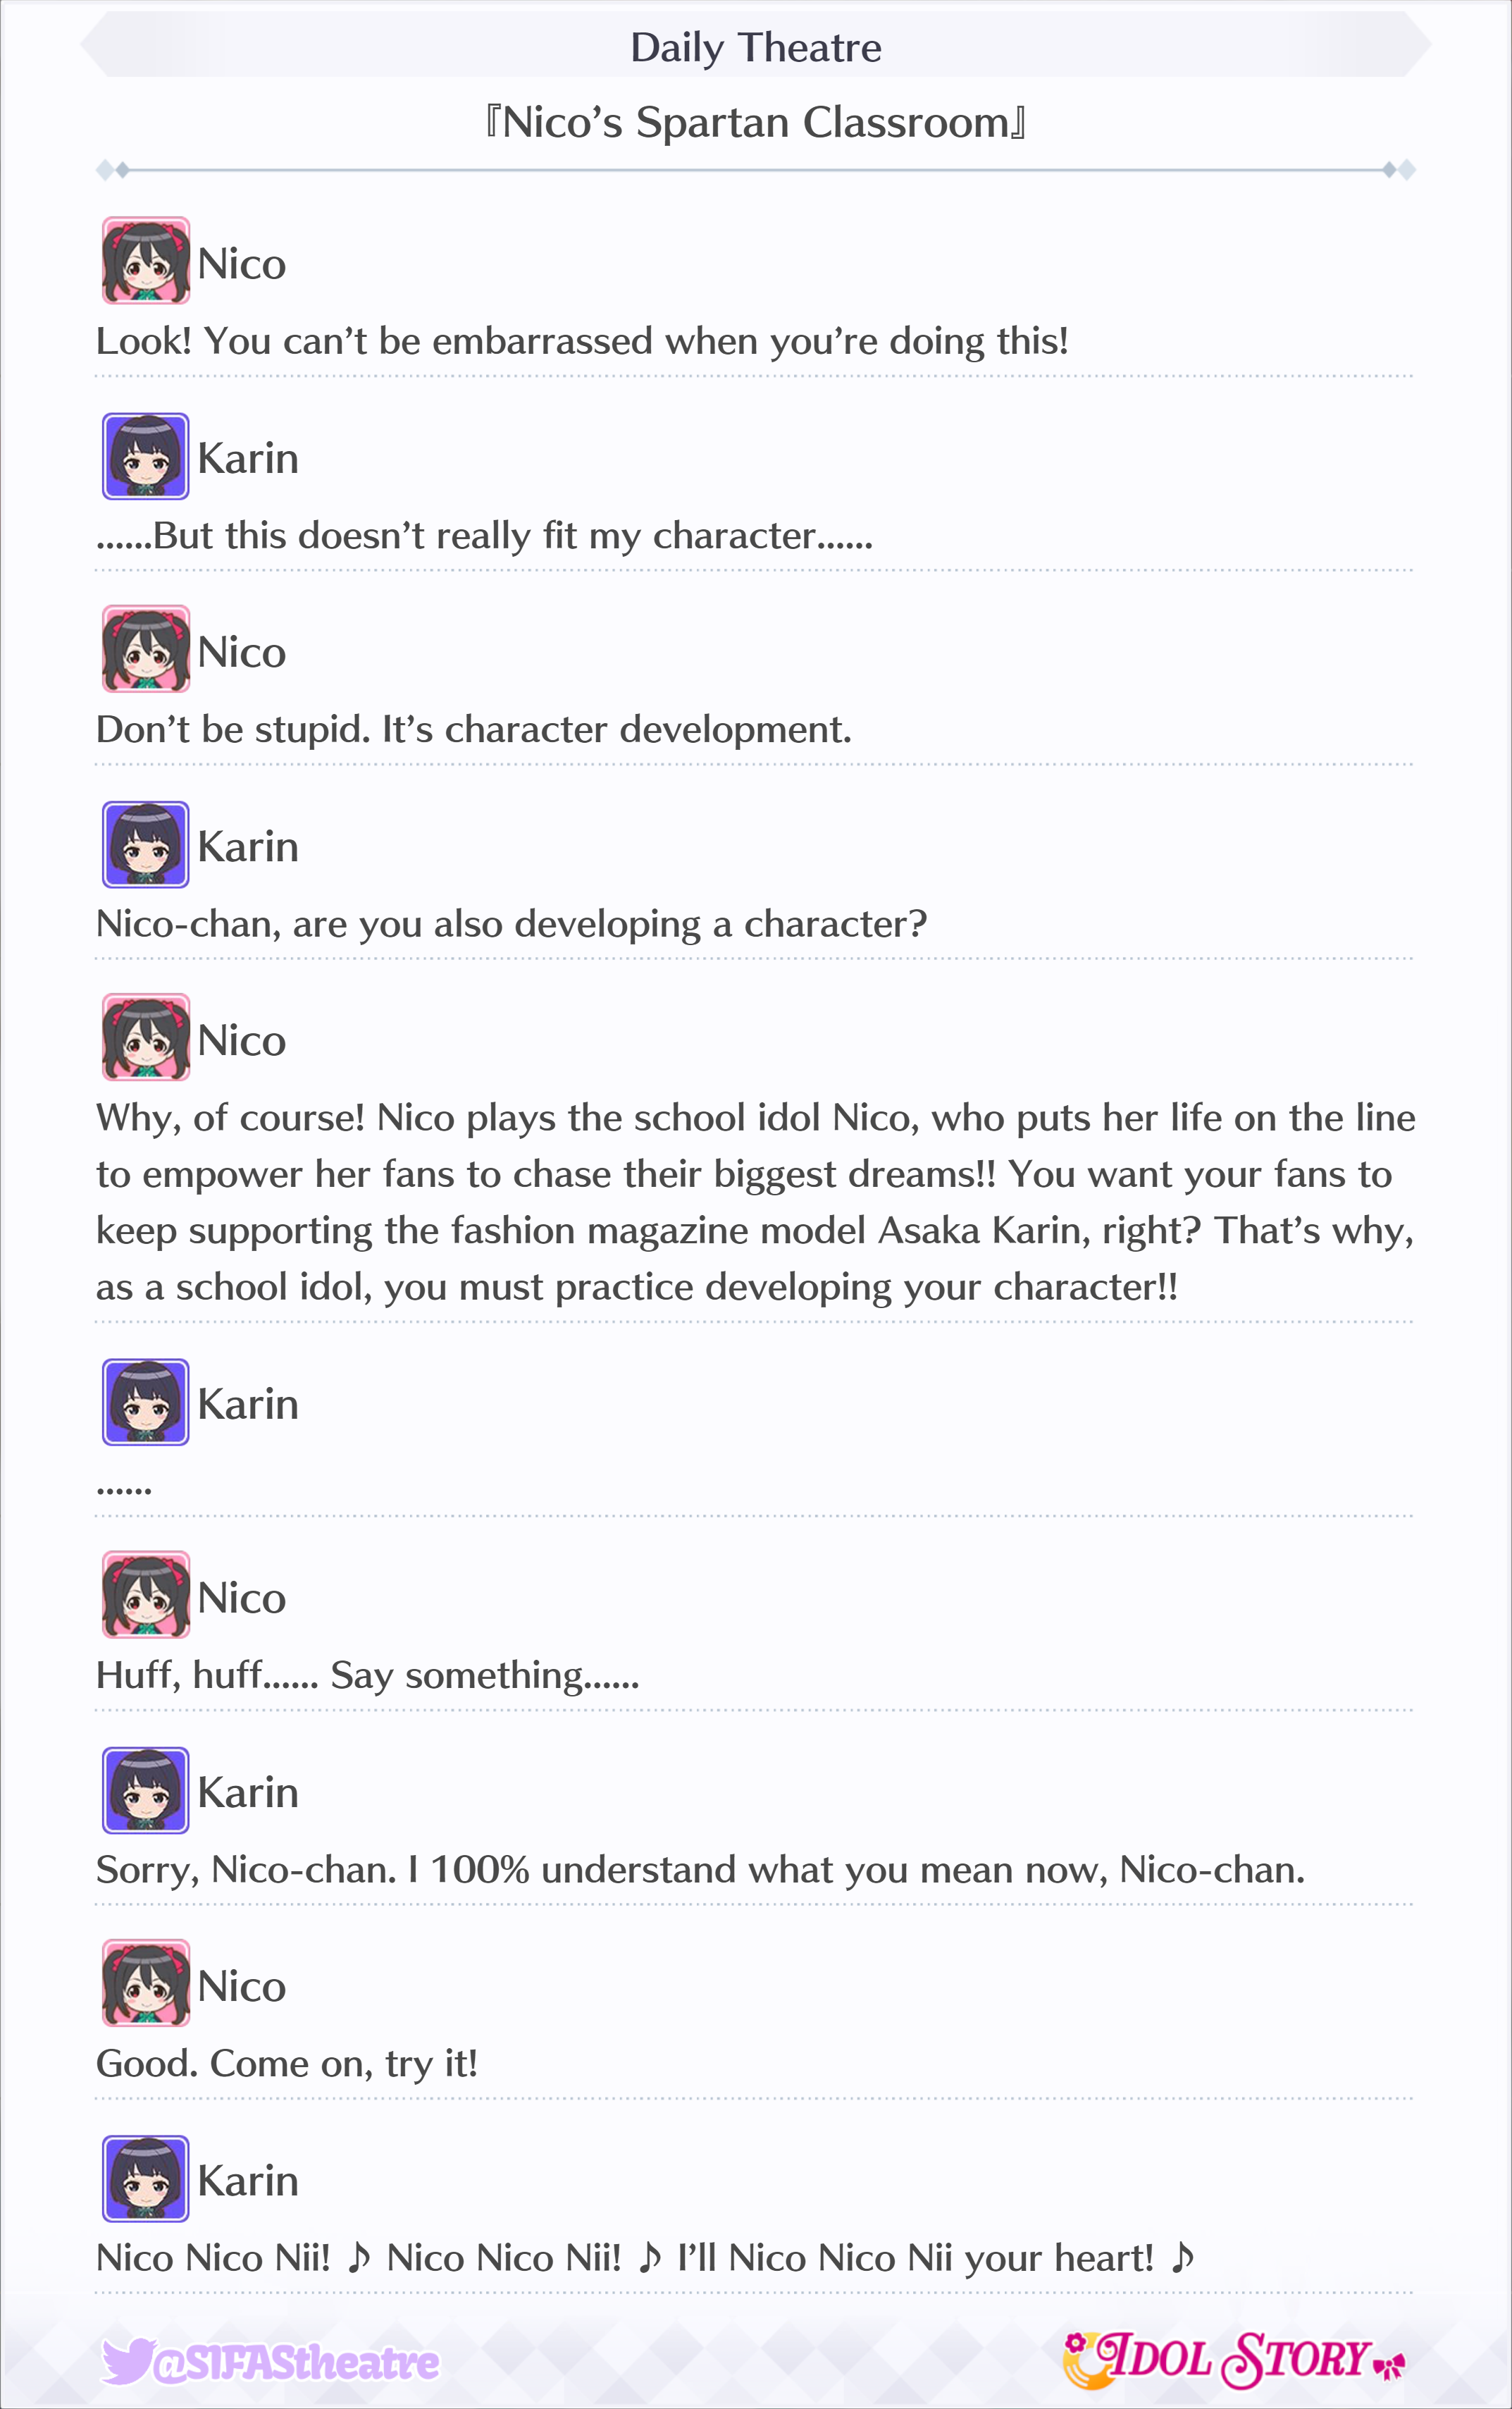 Daily Theatre
『Nico’s Spartan Classroom』
Nico
Look! You can’t be embarrassed when you’re doing this!
Karin
......But this doesn’t really fit my character......
Nico
Don’t be stupid. It’s character development.
Karin
Nico-chan, are you also developing a character?
Nico
Why, of course! Nico plays the school idol Nico, who puts her life on the line
to empower her fans to chase their biggest dreams!! You want your fans to
keep supporting the fashion magazine model Asaka Karin, right? That’s why,
as a school idol, you must practice developing your character!!
Karin
......
Nico
Huff, huff...... Say something......
Karin
Sorry, Nico-chan. I 100% understand what you mean now, Nico-chan.
Nico
Good. Come on, try it!
Karin
Nico Nico Nii! ♪ Nico Nico Nii! ♪ I’ll Nico Nico Nii your heart! ♪
@SIFAStheatre
IDOL STORY